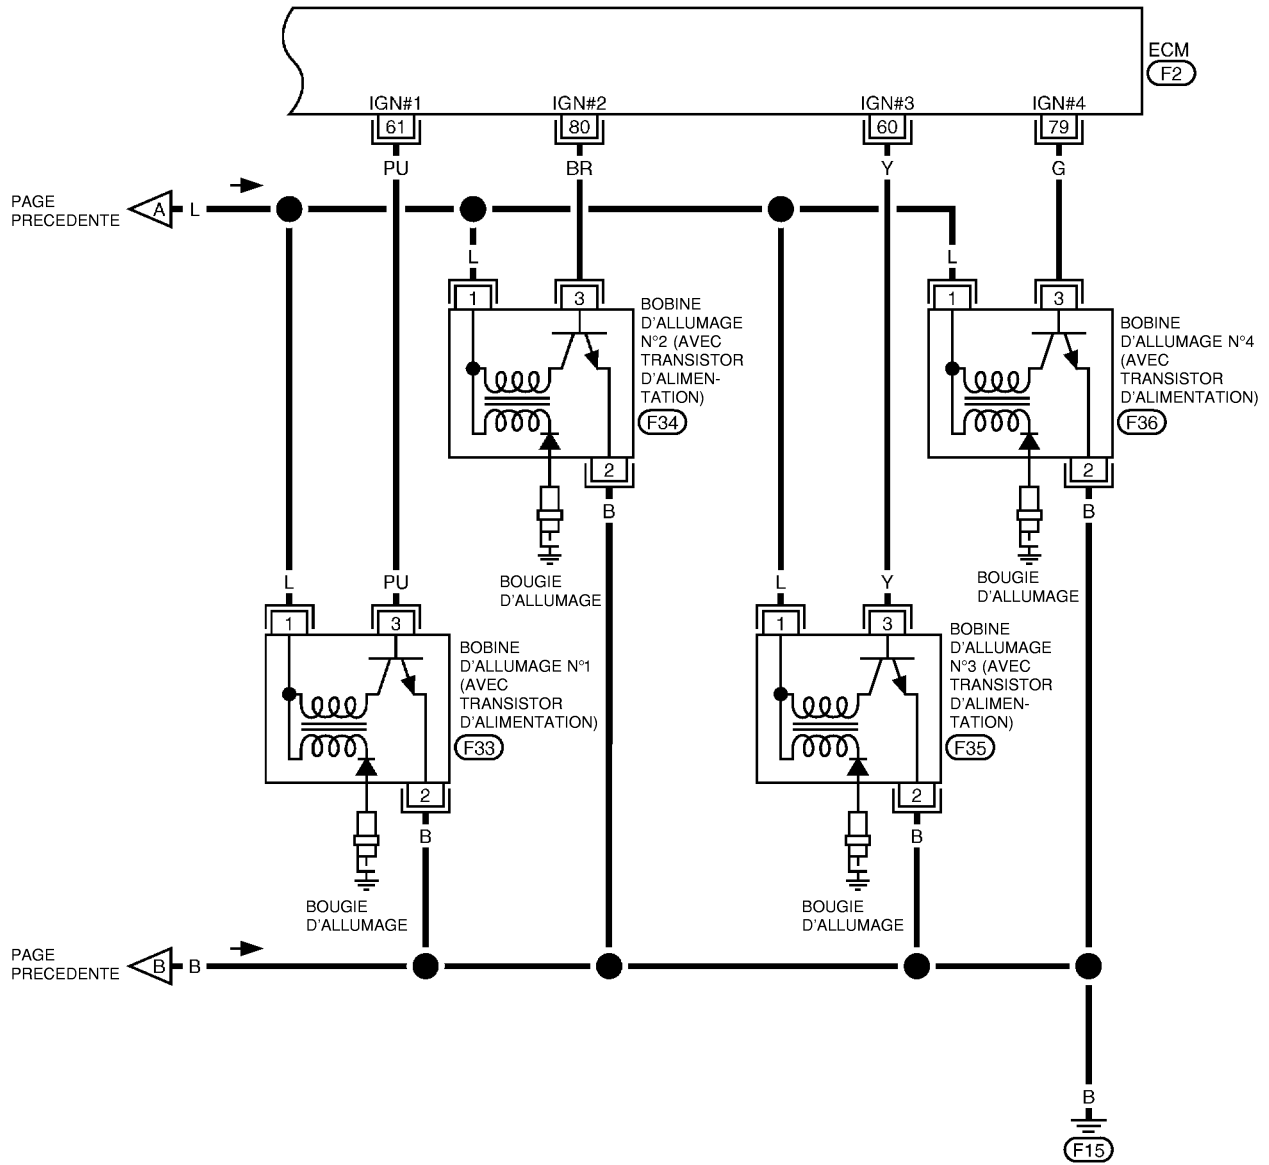 ECM
F2
IGN#1
IGN#2
IGN#3
IGN#4
61
80
60
79
PU
BR
Y
G
PAGE
PRECEDENTE
A
L
L
L
1
3
BOBINE
D'ALLUMAGE
N°2 (AVEC
TRANSISTOR
D'ALIMEN-
TATION)
F34
2
B
BOUGIE
D'ALLUMAGE
1
3
BOBINE
D'ALLUMAGE N°4
(AVEC
TRANSISTOR
D'ALIMENTATION)
F36
2
B
BOUGIE
D'ALLUMAGE
L
PU
L
Y
1
3
BOBINE
D'ALLUMAGE N°1
(AVEC
TRANSISTOR
D'ALIMENTATION)
F33
2
B
BOUGIE
D'ALLUMAGE
1
3
BOBINE
D'ALLUMAGE
N°3 (AVEC
TRANSISTOR
D'ALIMEN-
TATION)
F35
2
B
BOUGIE
D'ALLUMAGE
PAGE
PRECEDENTE
B
B
B
F15